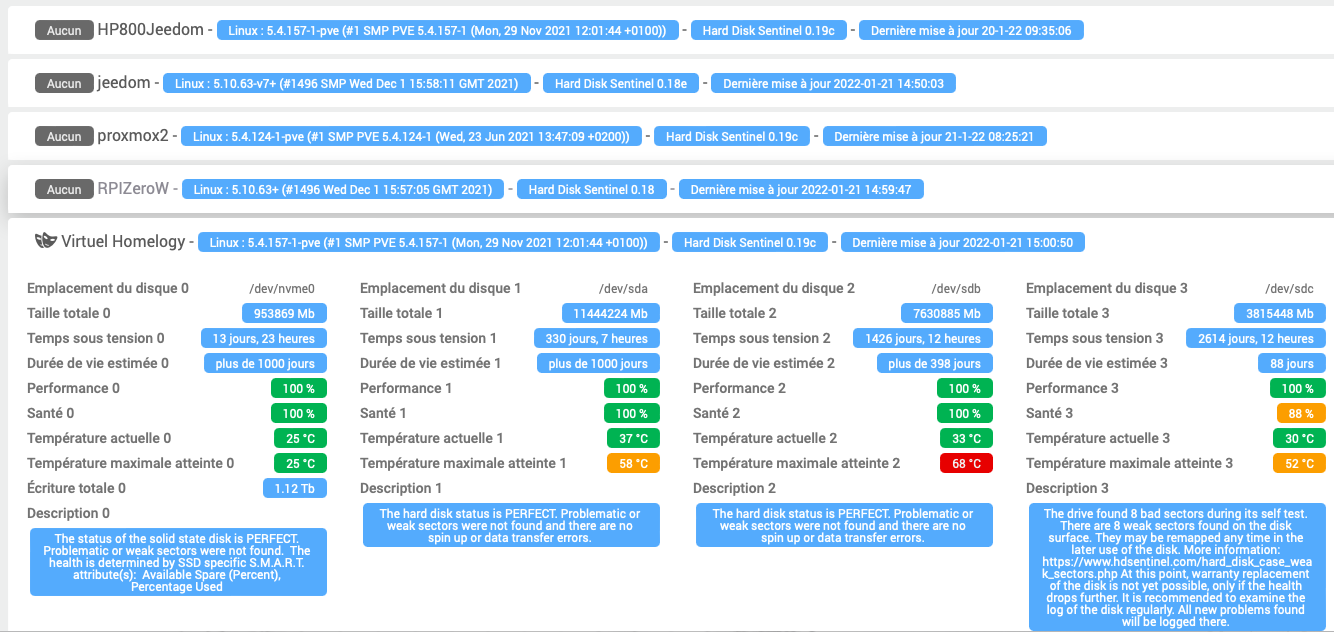 Aucun HP800Jeedom - Linux : 5.4.157-1-pve (#1 SMP PVE 5.4.157-1 (Mon, 29 Nov 2021 12:01:44 +0100)) - Hard Disk Sentinel 0.19c - Dernière mise à jour 20-1-22 09:35:06
Aucun jeedom - Linux : 5.10.63-v7+ (#1496 SMP Wed Dec 1 15:58:11 GMT 2021) - Hard Disk Sentinel 0.18e - Dernière mise à jour 2022-01-21 14:50:03
Aucun proxmox2 - Linux : 5.4.124-1-pve (#1 SMP PVE 5.4.124-1 (Wed, 23 Jun 2021 13:47:09 +0200)) - Hard Disk Sentinel 0.19c - Dernière mise à jour 21-1-22 08:25:21
Aucun RPIZeroW - Linux : 5.10.63+ (#1496 Wed Dec 1 15:57:05 GMT 2021) - Hard Disk Sentinel 0.18 - Dernière mise à jour 2022-01-21 14:59:47
Virtuel Homelogy - Linux : 5.4.157-1-pve (#1 SMP PVE 5.4.157-1 (Mon, 29 Nov 2021 12:01:44 +0100)) - Hard Disk Sentinel 0.19c - Dernière mise à jour 2022-01-21 15:00:50
Emplacement du disque 0 /dev/nvme0
Taille totale 0 953869 Mb
Temps sous tension 0 13 jours, 23 heures
Durée de vie estimée 0 plus de 1000 jours
Performance 0 100 %
Santé 0 100 %
Température actuelle 0 25 °C
Température maximale atteinte 0 25 °C
Écriture totale 0 1.12 Tb
Description 0
The status of the solid state disk is PERFECT.
Problematic or weak sectors were not found. The
health is determined by SSD specific S.M.A.R.T.
attribute(s): Available Spare (Percent),
Percentage Used
Emplacement du disque 1 /dev/sda
Taille totale 1 11444224 Mb
Temps sous tension 1 330 jours, 7 heures
Durée de vie estimée 1 plus de 1000 jours
Performance 1 100 %
Santé 1 100 %
Température actuelle 1 37 °C
Température maximale atteinte 1 58 °C
Description 1
The hard disk status is PERFECT. Problematic or
weak sectors were not found and there are no
spin up or data transfer errors.
Emplacement du disque 2 /dev/sdb
Taille totale 2 7630885 Mb
Temps sous tension 2 1426 jours, 12 heures
Durée de vie estimée 2 plus de 398 jours
Performance 2 100 %
Santé 2 100 %
Température actuelle 2 33 °C
Température maximale atteinte 2 68 °C
Description 2
The hard disk status is PERFECT. Problematic or
weak sectors were not found and there are no
spin up or data transfer errors.
Emplacement du disque 3 /dev/sdc
Taille totale 3 3815448 Mb
Temps sous tension 3 2614 jours, 12 heures
Durée de vie estimée 3 88 jours
Performance 3 100 %
Santé 3 88 %
Température actuelle 3 30 °C
Température maximale atteinte 3 52 °C
Description 3
The drive found 8 bad sectors during its self test.
There are 8 weak sectors found on the disk
surface. They may be remapped any time in the
later use of the disk. More information:
https://www.hdsentinel.com/hard_disk_case_wea
k_sectors.php At this point, warranty replacement
of the disk is not yet possible, only if the health
drops further. It is recommended to examine the
log of the disk regularly. All new problems found
will be logged there.